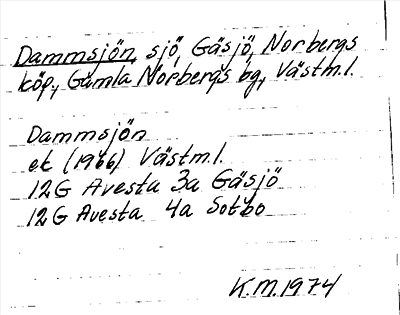 Dammsjön, sjö, Gäsjö, Norbergs
köp., Gamla Norbergs bg, Västm.l.
Dammsjön
ek (1966) Västm.l.
12G Avesta 3a Gäsjö
12G Avesta 4a Sotbo
K.M.1974